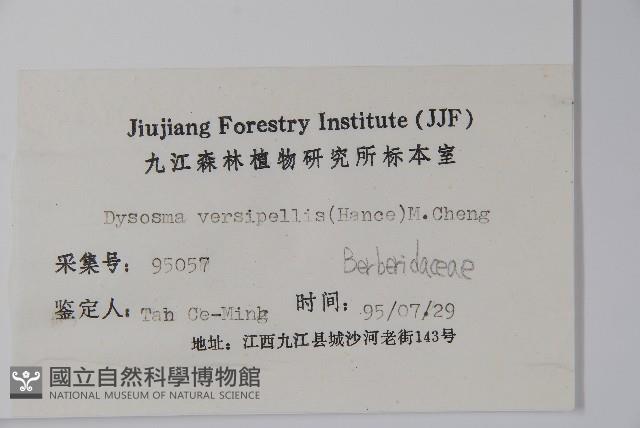 Jiujiang Forestry Institute (JJF)
九江森林植物研究所标本室
Dysosma versipellis(Hance)M.Cheng
采集号: 95057 Berberidaceae
鉴定人: Tan Ce-Ming 时间: 95/07/29
地址: 江西九江县城沙河老街143号
國立自然科學博物館
NATIONAL MUSEUM OF NATURAL SCIENCE